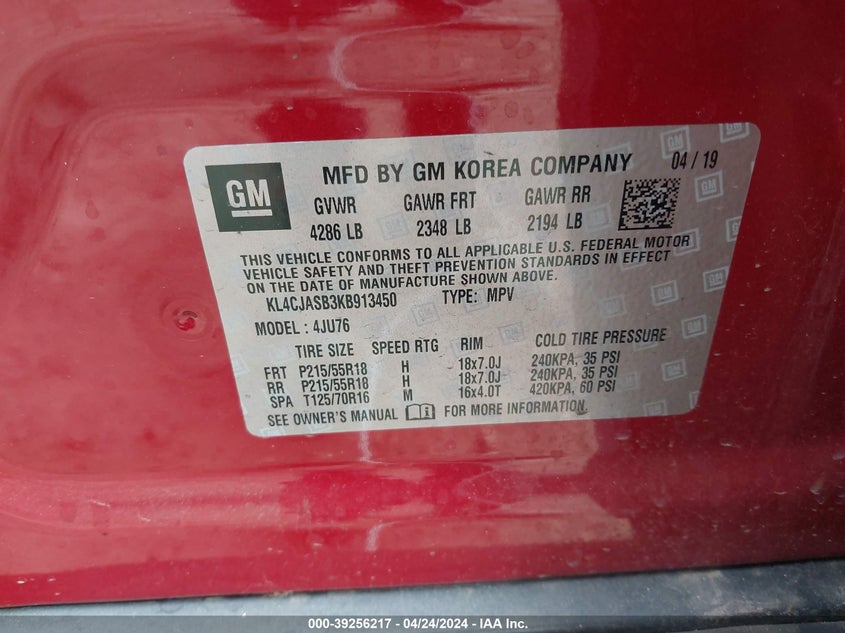 GM
MFD BY GM KOREA COMPANY 04 / 19
GVWR GAWR FRT GAWR RR
4286 LB 2348 LB 2194 LB
THIS VEHICLE CONFORMS TO ALL APPLICABLE U.S. FEDERAL MOTOR
VEHICLE SAFETY AND THEFT PREVENTION STANDARDS IN EFFECT
ON THE DATE OF MANUFACTURE SHOWN ABOVE.
KL4CJASB3KB913450 TYPE: MPV
MODEL : 4JU76
TIRE SIZE SPEED RTG RIM COLD TIRE PRESSURE
FRT P215/55R18 H 18x7.0J 240KPA, 35 PSI
RR P215/55R18 H 18x7.0J 240KPA, 35 PSI
SPA T125/70R16 M 16x4.0T 420KPA, 60 PSI
SEE OWNER'S MANUAL FOR MORE INFORMATION.
000-39256217 - 04/24/2024 - IAA Inc.